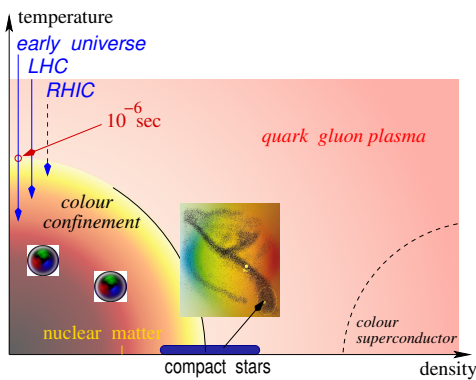 temperature
early universe
LHC
RHIC
10⁻⁶ sec
quark gluon plasma
colour
confinement
nuclear matter
colour
superconductor
compact stars
density